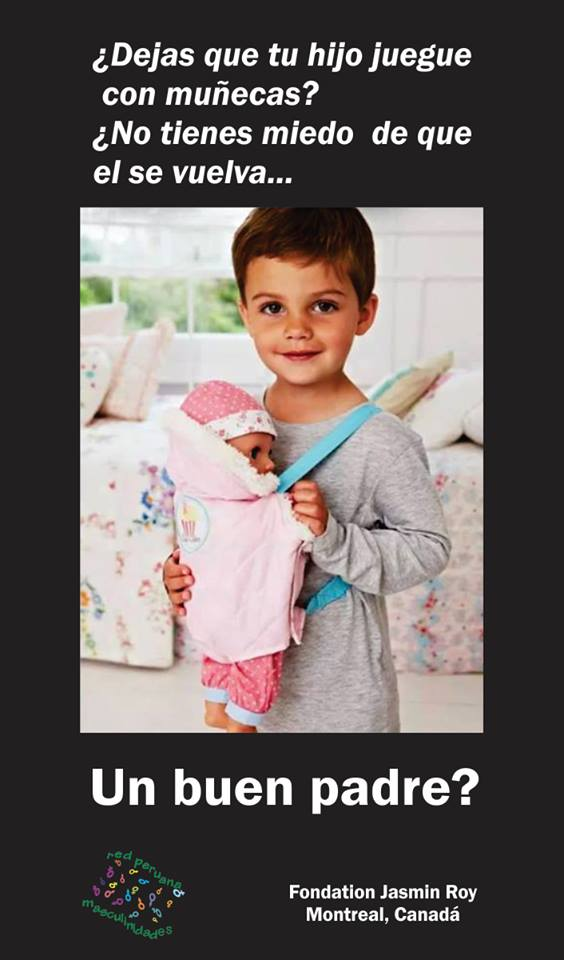 ¿Dejas que tu hijo juegue
con muñecas?
¿No tienes miedo de que
el se vuelva...
Un buen padre?
red peruana
masculinidades
Fondation Jasmin Roy
Montreal, Canadá